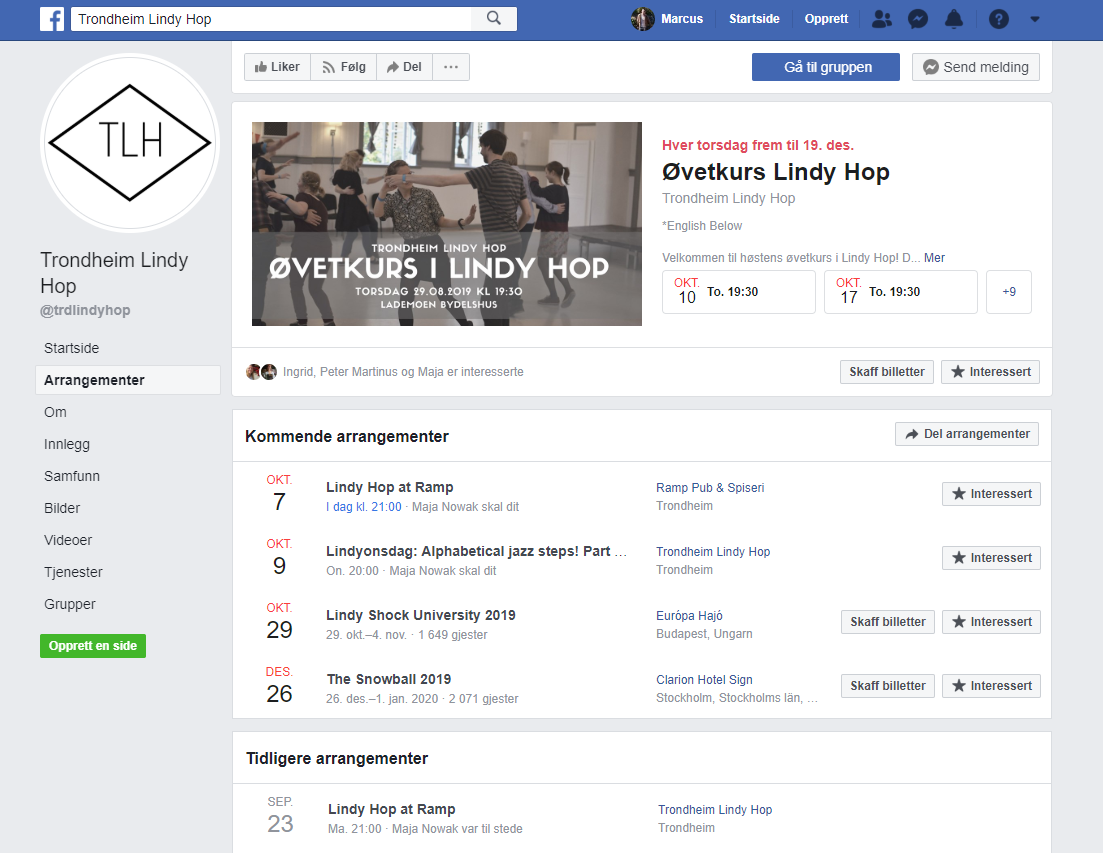 Trondheim Lindy Hop
Marcus
Startside
Opprett
Liker
Følg
Del
Gå til gruppen
Send melding
TLH
Trondheim Lindy
Hop
@trdlindyhop
Startside
Arrangementer
Om
Innlegg
Samfunn
Bilder
Videoer
Tjenester
Grupper
Opprett en side
TRONDHEIM LINDY HOP
ØVETKURS I LINDY HOP
TORSDAG 29.08.2019 KL 19:30
LADEMOEN BYDELSHUS
Hver torsdag frem til 19. des.
Øvetkurs Lindy Hop
Trondheim Lindy Hop
*English Below
Velkommen til høstens øvetkurs i Lindy Hop! D... Mer
OKT.
10
To. 19:30
OKT.
17
To. 19:30
+9
Ingrid, Peter Martinus og Maja er interesserte
Skaff billetter
Interessert
Kommende arrangementer
Del arrangementer
OKT.
7
Lindy Hop at Ramp
I dag kl. 21:00 · Maja Nowak skal dit
Ramp Pub & Spiseri
Trondheim
Interessert
OKT.
9
Lindyonsdag: Alphabetical jazz steps! Part ...
On. 20:00 · Maja Nowak skal dit
Trondheim Lindy Hop
Trondheim
Interessert
OKT.
29
Lindy Shock University 2019
29. okt.–4. nov. · 1 649 gjester
Európa Hajó
Budapest, Ungarn
Skaff billetter
Interessert
DES.
26
The Snowball 2019
26. des.–1. jan. 2020 · 2 071 gjester
Clarion Hotel Sign
Stockholm, Stockholms län, ...
Skaff billetter
Interessert
Tidligere arrangementer
SEP.
23
Lindy Hop at Ramp
Ma. 21:00 · Maja Nowak var til stede
Trondheim Lindy Hop
Trondheim